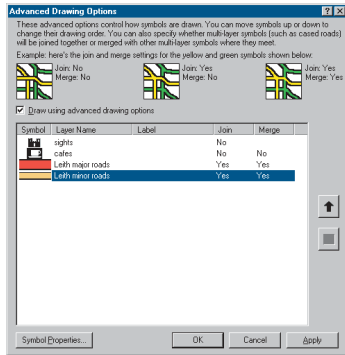 Advanced Drawing Options
These advanced options control how symbols are drawn. You can move symbols up or down to
change their drawing order. You can also specify whether multi-layer symbols (such as cased roads)
will be joined together or merged with other multi-layer symbols where they meet.
Example: here's the join and merge settings for the yellow and green symbols shown below.
Join: No
Merge: No
Join: Yes
Merge: No
Join: Yes
Merge: Yes
Draw using advanced drawing options
Symbol Layer Name Label Join Merge
sights No
cafes No No
Leith major roads Yes Yes
Leith minor roads Yes Yes
Symbol Properties... OK Cancel Apply